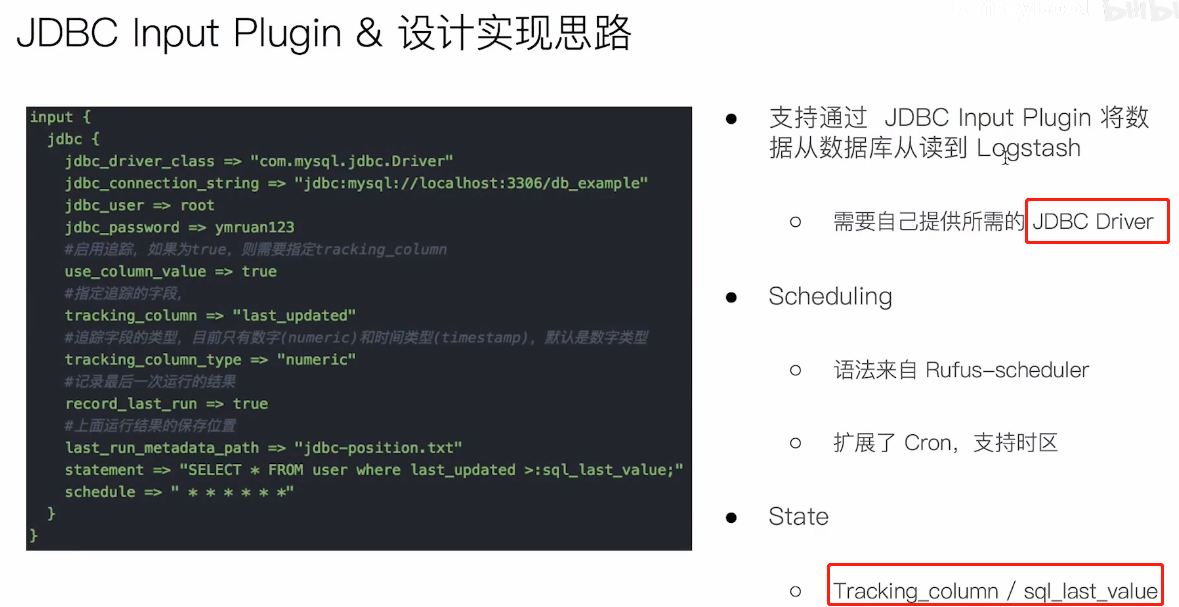 JDBC Input Plugin & 设计实现思路
input {
jdbc {
jdbc_driver_class => "com.mysql.jdbc.Driver"
jdbc_connection_string => "jdbc:mysql://localhost:3306/db_example"
jdbc_user => root
jdbc_password => ymruan123
#启用追踪，如果为true，则需要指定tracking_column
use_column_value => true
#指定追踪的字段，
tracking_column => "last_updated"
#追踪字段的类型，目前只有数字(numeric)和时间类型(timestamp)，默认是数字类型
tracking_column_type => "numeric"
#记录最后一次运行的结果
record_last_run => true
#上面运行结果的保存位置
last_run_metadata_path => "jdbc-position.txt"
statement => "SELECT * FROM user where last_updated >:sql_last_value;"
schedule => " * * * * * *"
}
}
● 支持通过 JDBC Input Plugin 将数
据从数据库从读到 Logstash
○ 需要自己提供所需的 JDBC Driver
● Scheduling
○ 语法来自 Rufus-scheduler
○ 扩展了 Cron，支持时区
● State
○ Tracking_column / sql_last_value